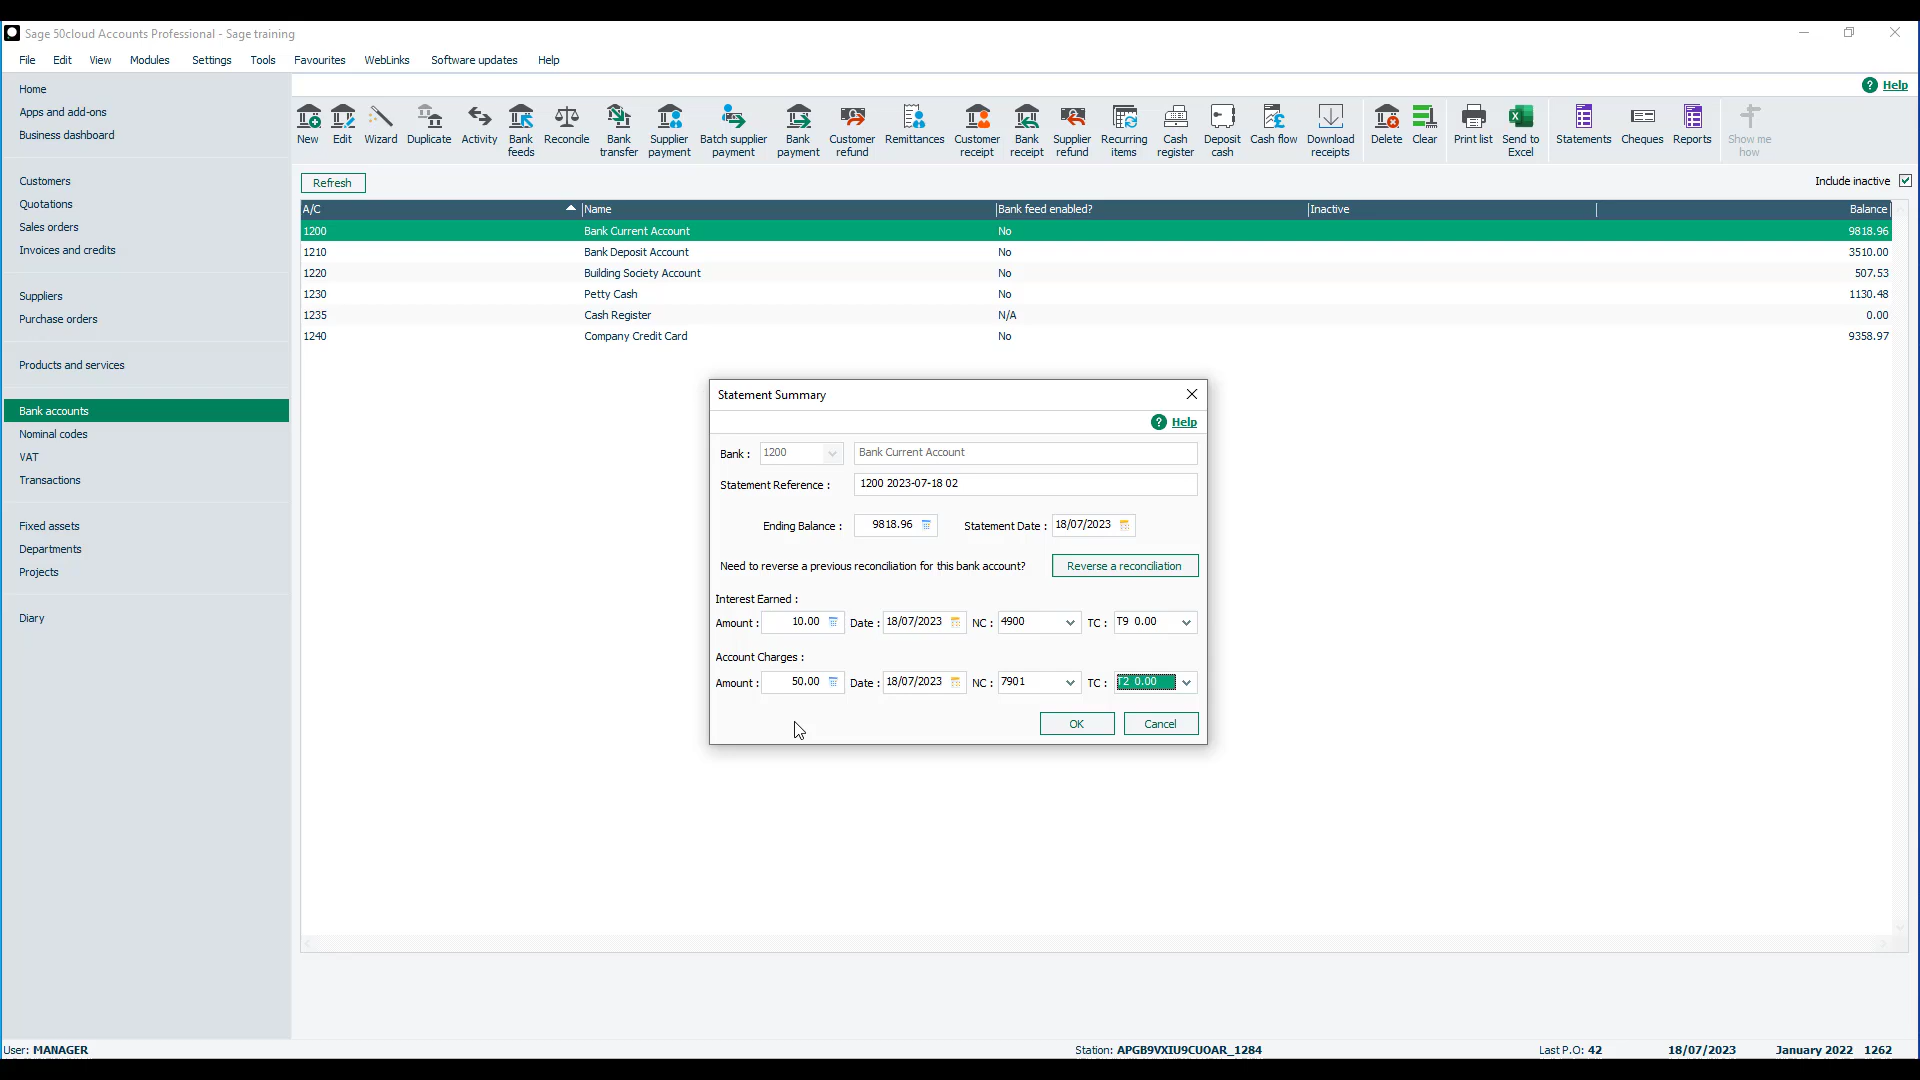 Sage 50cloud Accounts Professional - Sage training
File Edit View Modules Settings Tools Favourites WebLinks Software updates Help
Help
Home
Apps and add-ons
Business dashboard
Customers
Quotations
Sales orders
Invoices and credits
Suppliers
Purchase orders
Products and services
Bank accounts
Nominal codes
VAT
Transactions
Fixed assets
Departments
Projects
Diary
New Edit Wizard Duplicate Activity Bank feeds Reconcile Bank transfer Supplier payment Batch supplier payment Bank payment Customer refund Remittances Customer receipt Bank receipt Supplier refund Recurring items Cash register Deposit cash Cash flow Download receipts Delete Clear Print list Send to Excel Statements Cheques Reports Show me how
Refresh
Include inactive
A/C Name Bank feed enabled? Inactive Balance
1200 Bank Current Account No 9818.96
1210 Bank Deposit Account No 3510.00
1220 Building Society Account No 507.53
1230 Petty Cash No 1130.48
1235 Cash Register N/A 0.00
1240 Company Credit Card No 9358.97
Statement Summary
Help
Bank : 1200 Bank Current Account
Statement Reference : 1200 2023-07-18 02
Ending Balance : 9818.96 Statement Date : 18/07/2023
Need to reverse a previous reconciliation for this bank account? Reverse a reconciliation
Interest Earned :
Amount : 10.00 Date : 18/07/2023 NC : 4900 TC : T9 0.00
Account Charges :
Amount : 50.00 Date : 18/07/2023 NC : 7901 TC : T2 0.00
OK Cancel
User: MANAGER Station: APGB9VXIU9CUOAR_1284 Last P.O: 42 18/07/2023 January 2022 1262